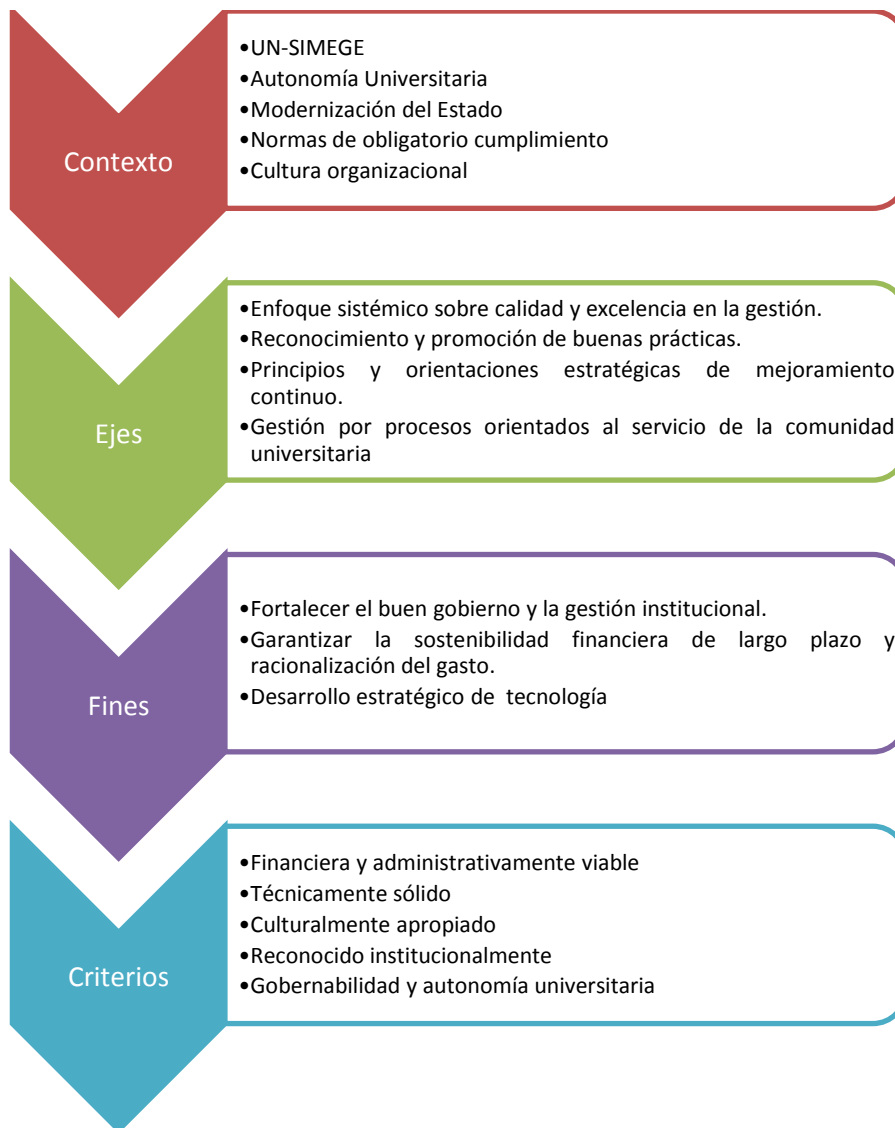 Contexto
•UN-SIMEGE
•Autonomía Universitaria
•Modernización del Estado
•Normas de obligatorio cumplimiento
•Cultura organizacional
Ejes
•Enfoque sistémico sobre calidad y excelencia en la gestión.
•Reconocimiento y promoción de buenas prácticas.
•Principios y orientaciones estratégicas de mejoramiento
continuo.
•Gestión por procesos orientados al servicio de la comunidad
universitaria
Fines
•Fortalecer el buen gobierno y la gestión institucional.
•Garantizar la sostenibilidad financiera de largo plazo y
racionalización del gasto.
•Desarrollo estratégico de tecnología
Criterios
•Financiera y administrativamente viable
•Técnicamente sólido
•Culturalmente apropiado
•Reconocido institucionalmente
•Gobernabilidad y autonomía universitaria